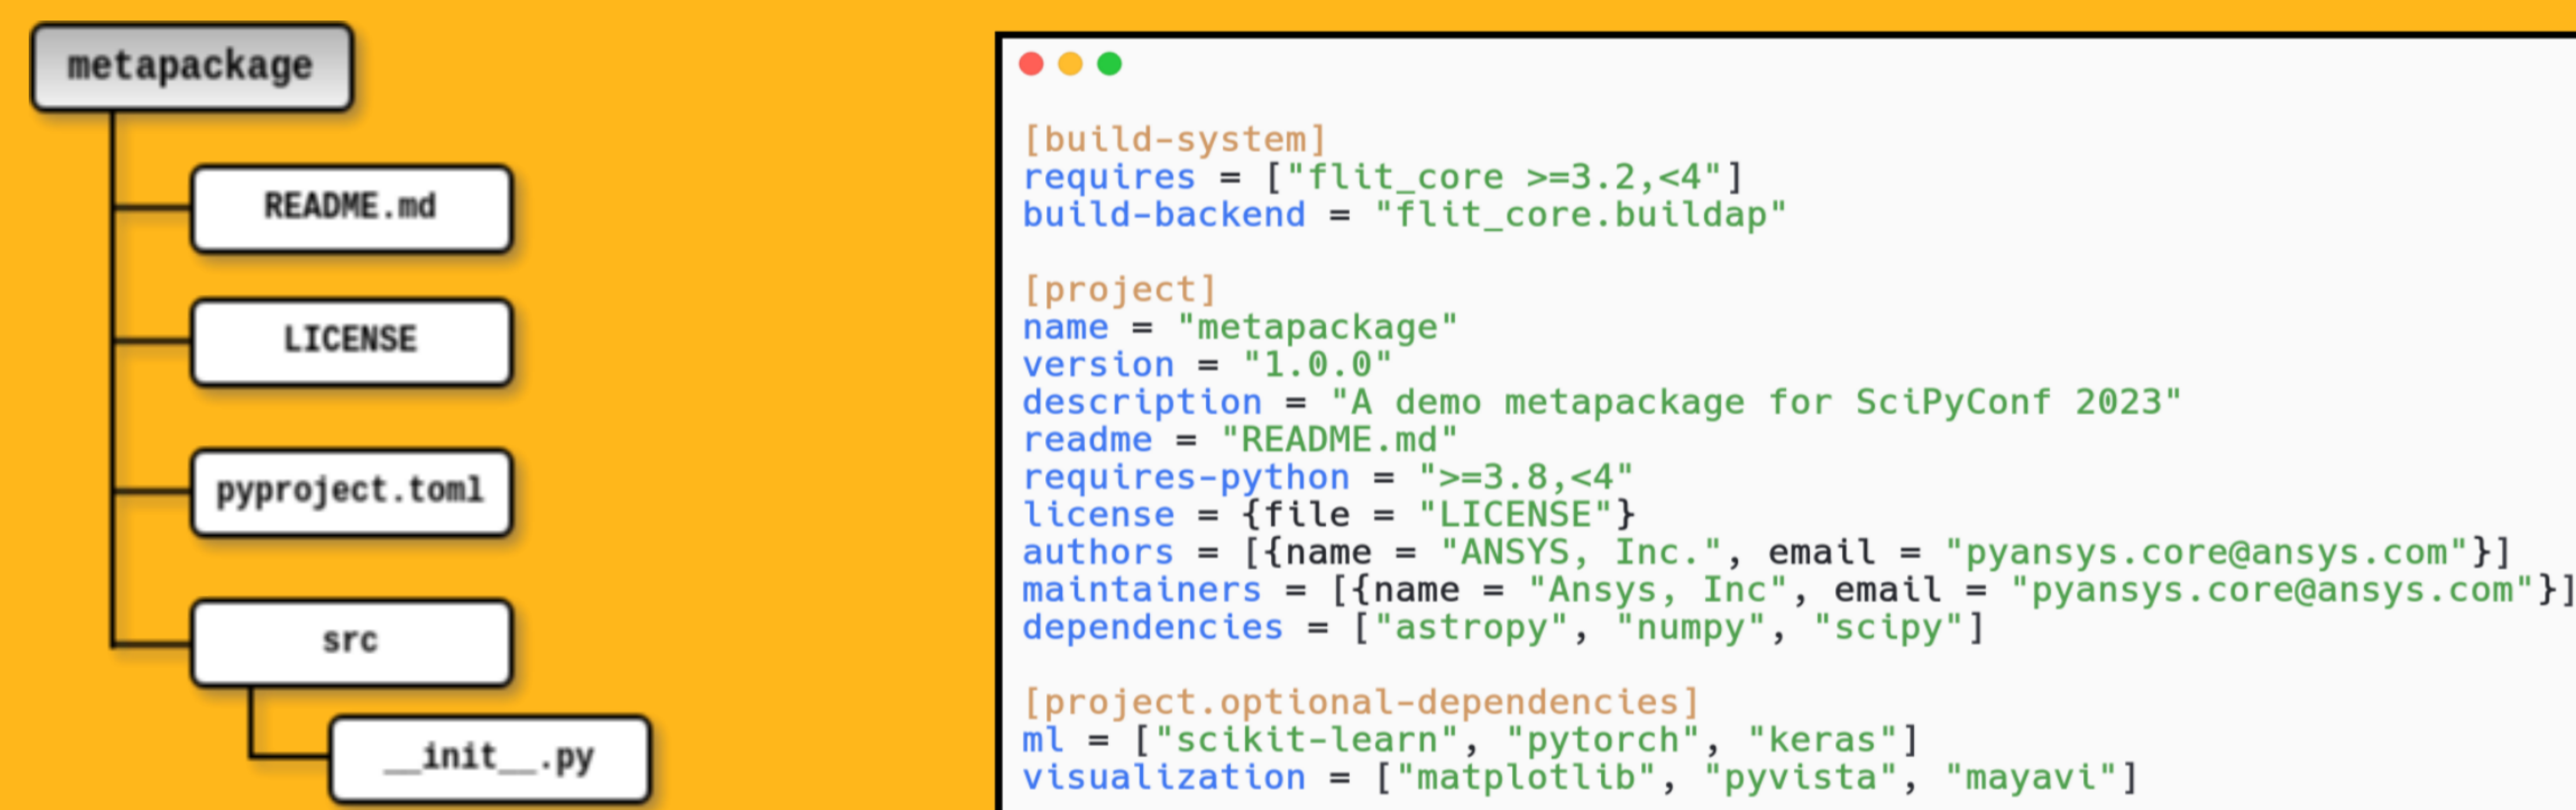 metapackage
README.md
LICENSE
pyproject.toml
src
__init__.py
[build-system]
requires = ["flit_core >=3.2,<4"]
build-backend = "flit_core.buildap"
[project]
name = "metapackage"
version = "1.0.0"
description = "A demo metapackage for SciPyConf 2023"
readme = "README.md"
requires-python = ">=3.8,<4"
license = {file = "LICENSE"}
authors = [{name = "ANSYS, Inc.", email = "pyansys.core@ansys.com"}]
maintainers = [{name = "Ansys, Inc", email = "pyansys.core@ansys.com"}]
dependencies = ["astropy", "numpy", "scipy"]
[project.optional-dependencies]
ml = ["scikit-learn", "pytorch", "keras"]
visualization = ["matplotlib", "pyvista", "mayavi"]